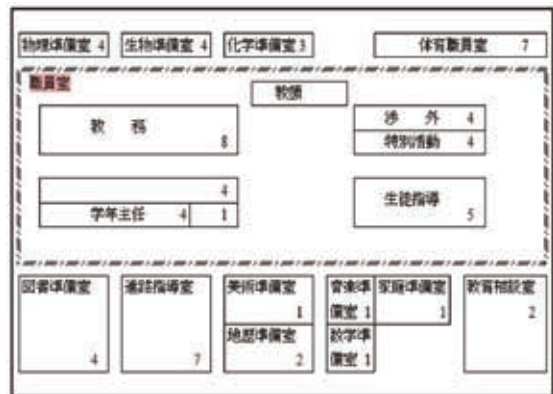 物理準備室 4 生物準備室 4 化学準備室 3 体育職員室 7
職員室
教頭
教 務 8
渉 外 4
特別活動 4
4
学年主任 4 1
生徒指導 5
図書準備室 4
進路指導室 7
美術準備室 1
地歴準備室 2
音楽準
備室 1
家庭準備室 1
数学準
備室 1
教育相談室 2